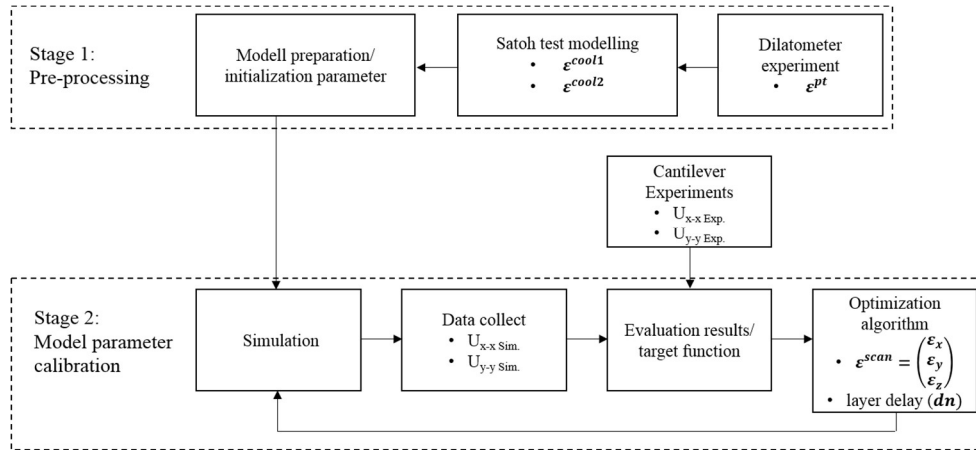 Stage 1:
Pre-processing
Modell preparation/
initialization parameter
Satoh test modelling
• ε^cool1
• ε^cool2
Dilatometer
experiment
• ε^pt
Cantilever
Experiments
• U_x-x Exp.
• U_y-y Exp.
Stage 2:
Model parameter
calibration
Simulation
Data collect
• U_x-x Sim.
• U_y-y Sim.
Evaluation results/
target function
Optimization
algorithm
• ε^scan = (ε_x
ε_y
ε_z)
• layer delay (dn)